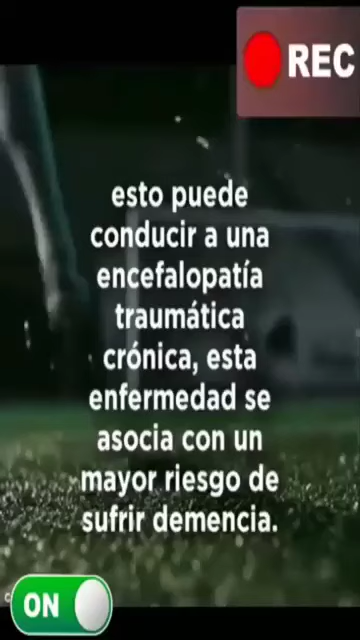 REC
esto puede
conducir a una
encefalopatía
traumática
crónica, esta
enfermedad se
asocia con un
mayor riesgo de
sufrir demencia.
ON